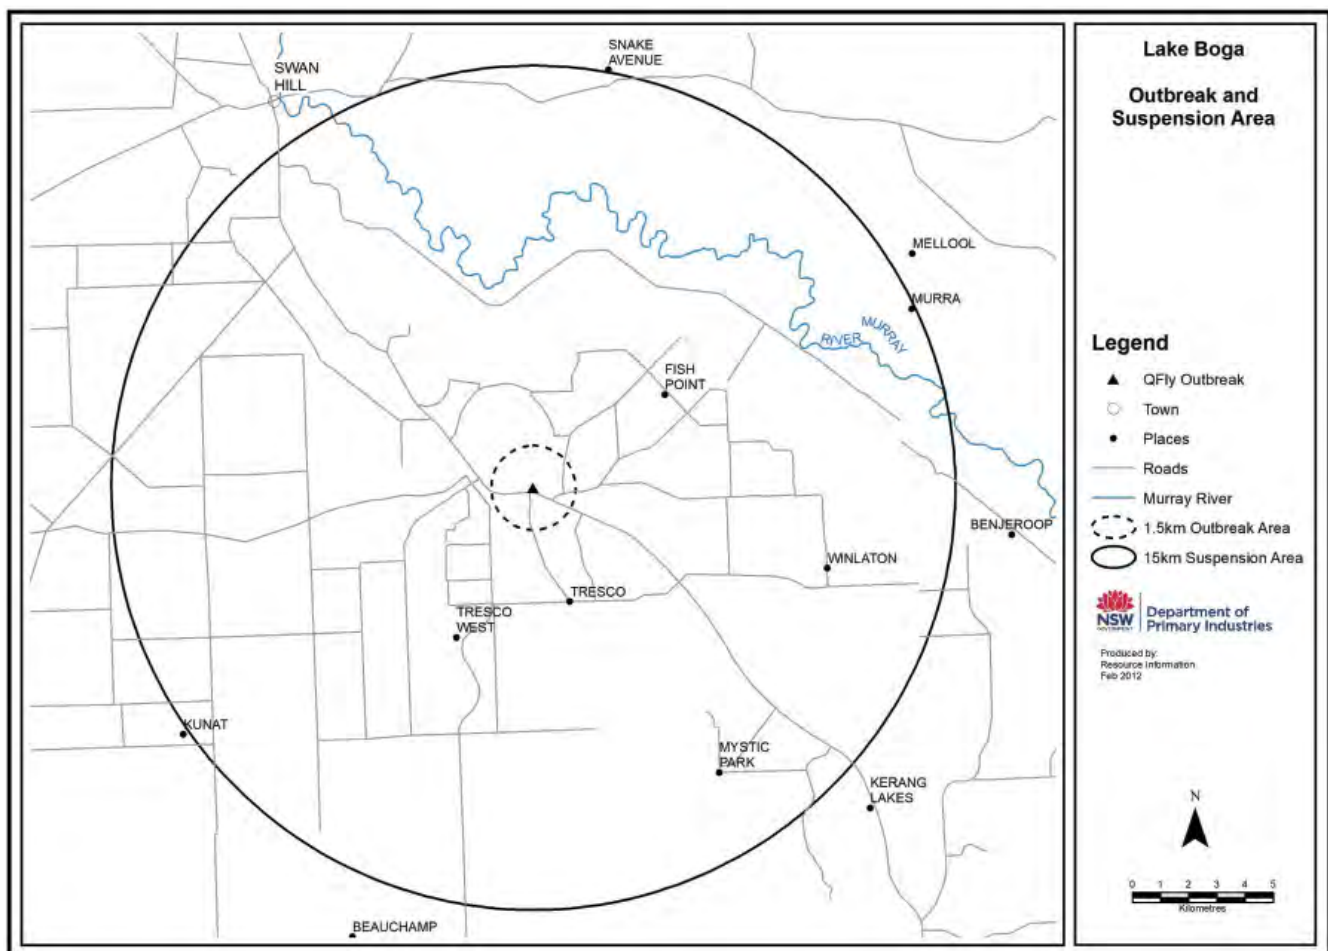 SWAN
HILL
SNAKE
AVENUE
MELLOOL
MURRA
RIVER MURRAY
FISH
POINT
BENJEROOP
WINLATON
TRESCO
TRESCO
WEST
KUNAT
MYSTIC
PARK
KERANG
LAKES
BEAUCHAMP
Lake Boga
Outbreak and
Suspension Area
Legend
QFly Outbreak
Town
Places
Roads
Murray River
1.5km Outbreak Area
15km Suspension Area
NSW
GOVERNMENT
Department of
Primary Industries
Produced by:
Resource Information
Feb 2012
N
0 1 2 3 4 5
Kilometres